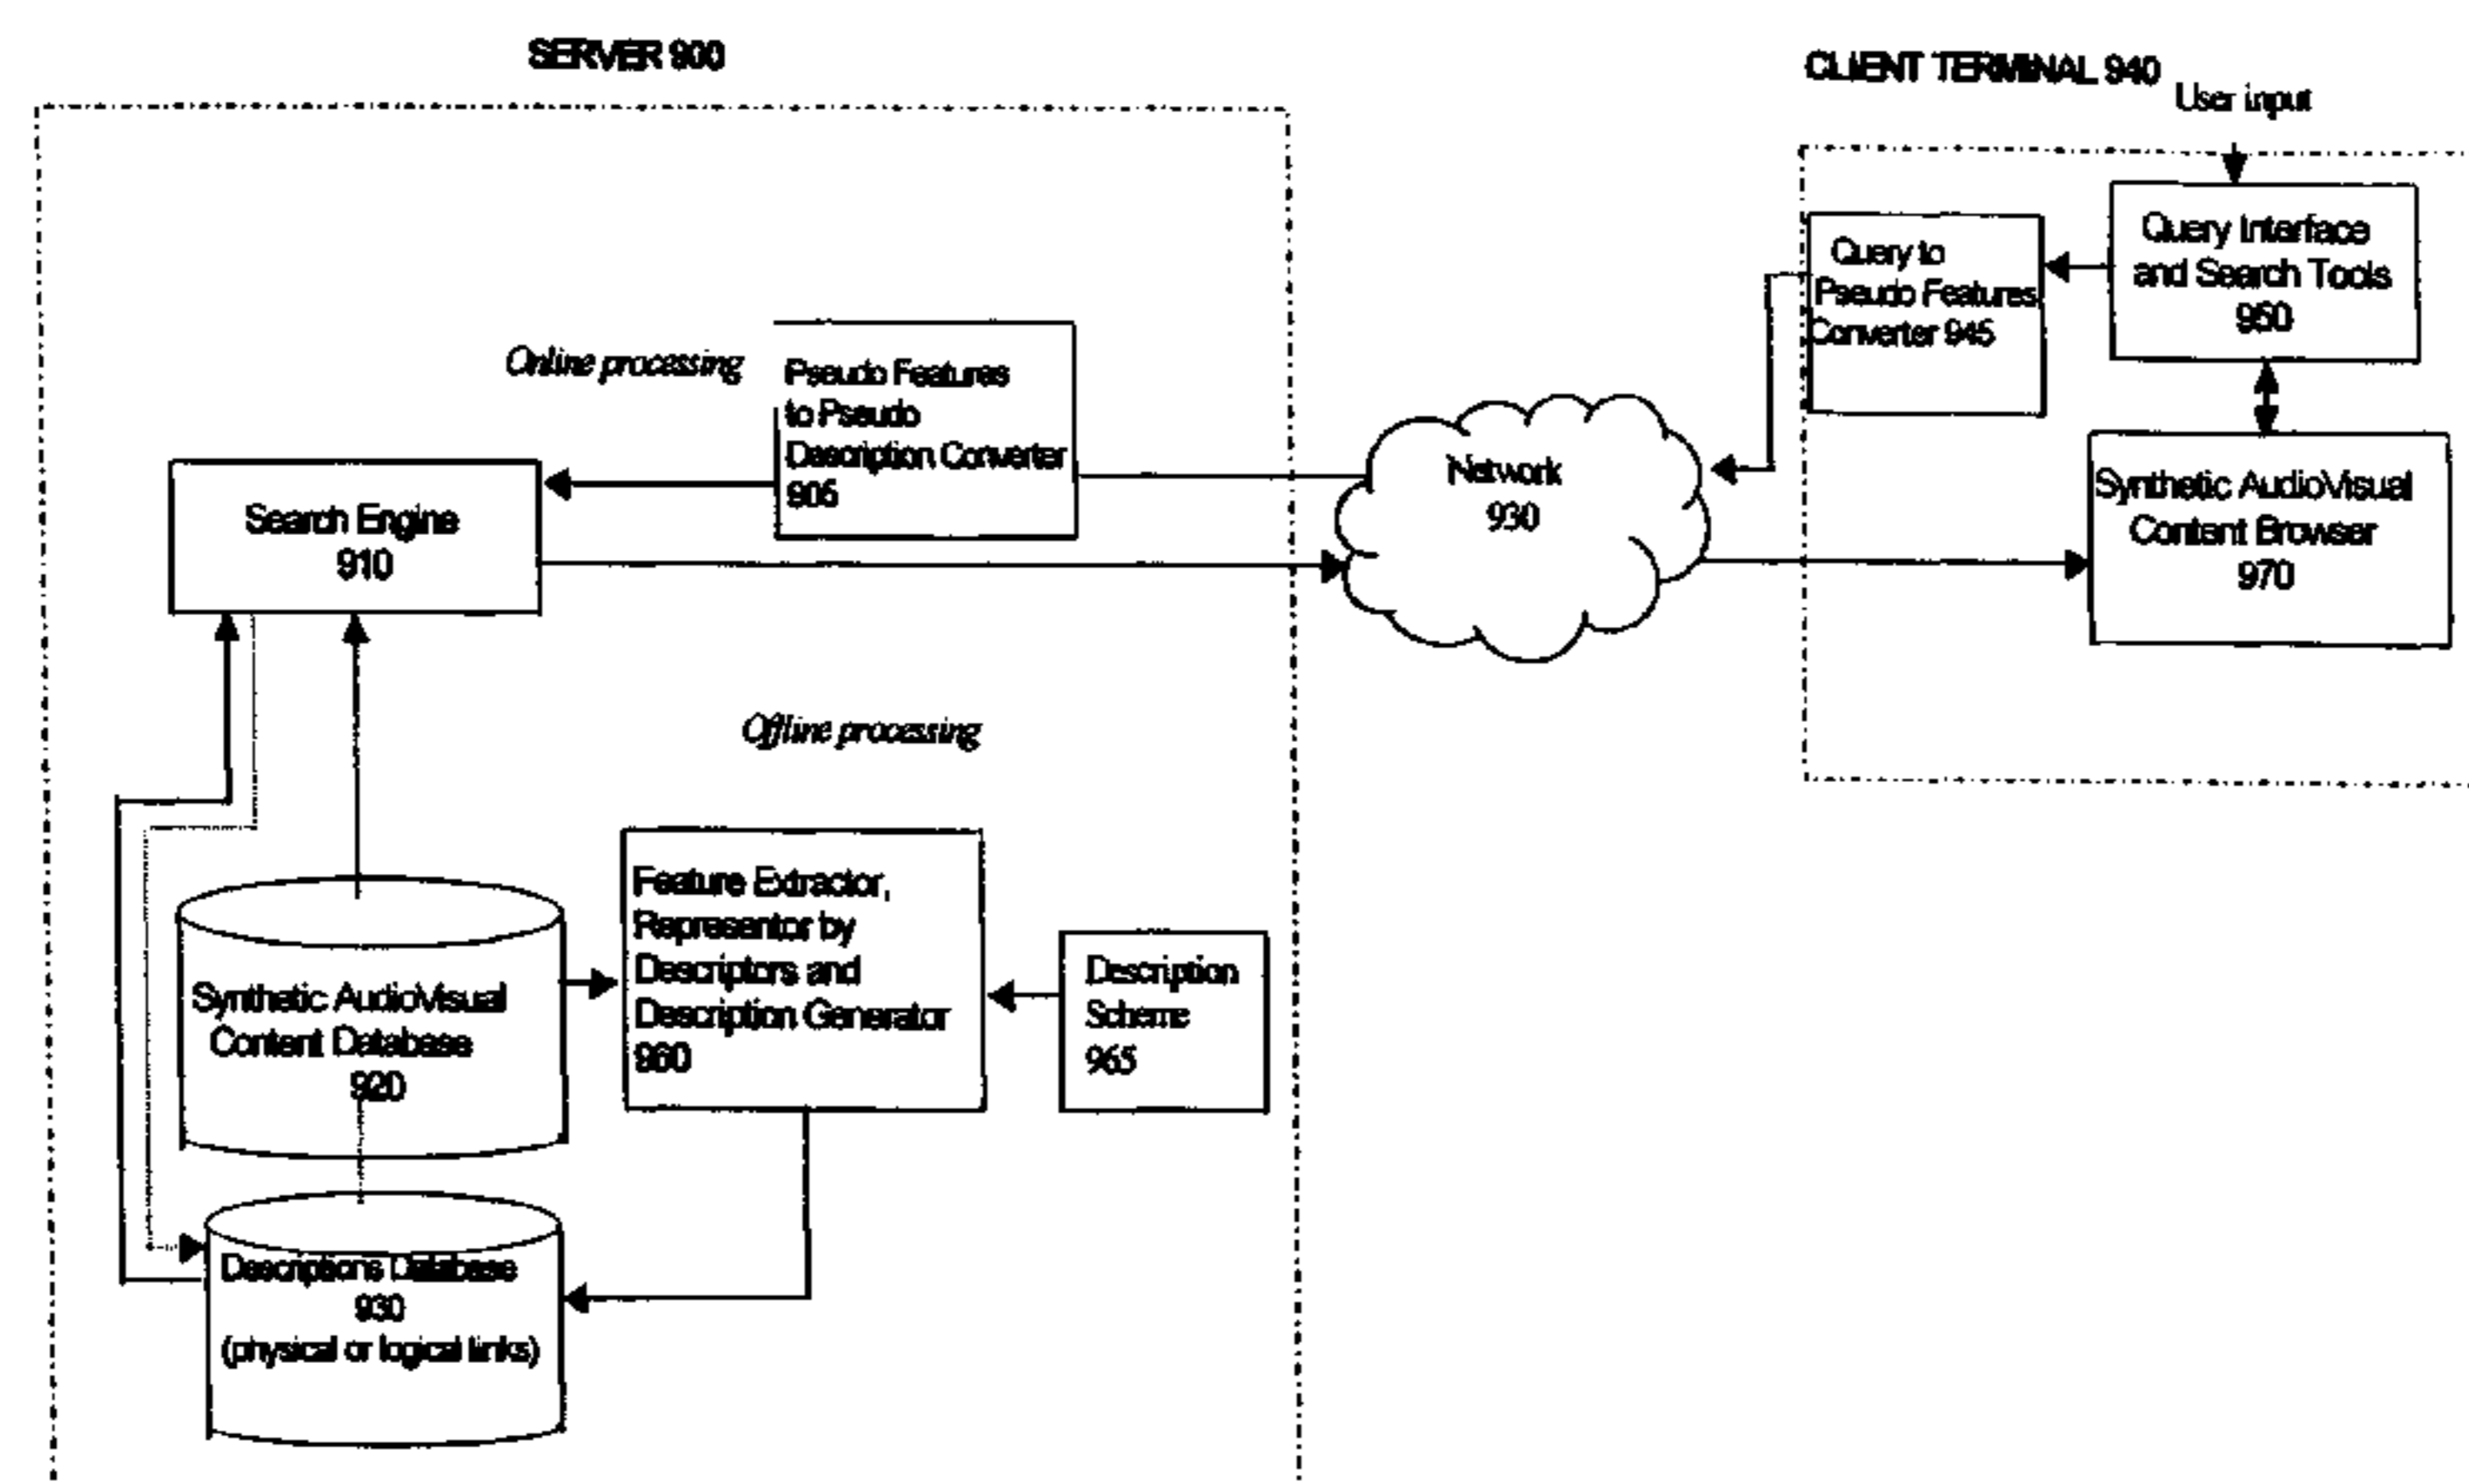 SERVER 900
CLIENT TERMINAL 940
User input
Query Interface
and Search Tools
950
Query to
Pseudo Features
Converter 945
Online processing
Pseudo Features
to Pseudo
Description Converter
905
Network
930
Synthetic AudioVisual
Content Browser
970
Search Engine
910
Offline processing
Feature Extractor,
Representor by
Descriptors and
Description Generator
960
Description
Scheme
965
Synthetic AudioVisual
Content Database
920
Descriptions Database
930
(physical or logical links)